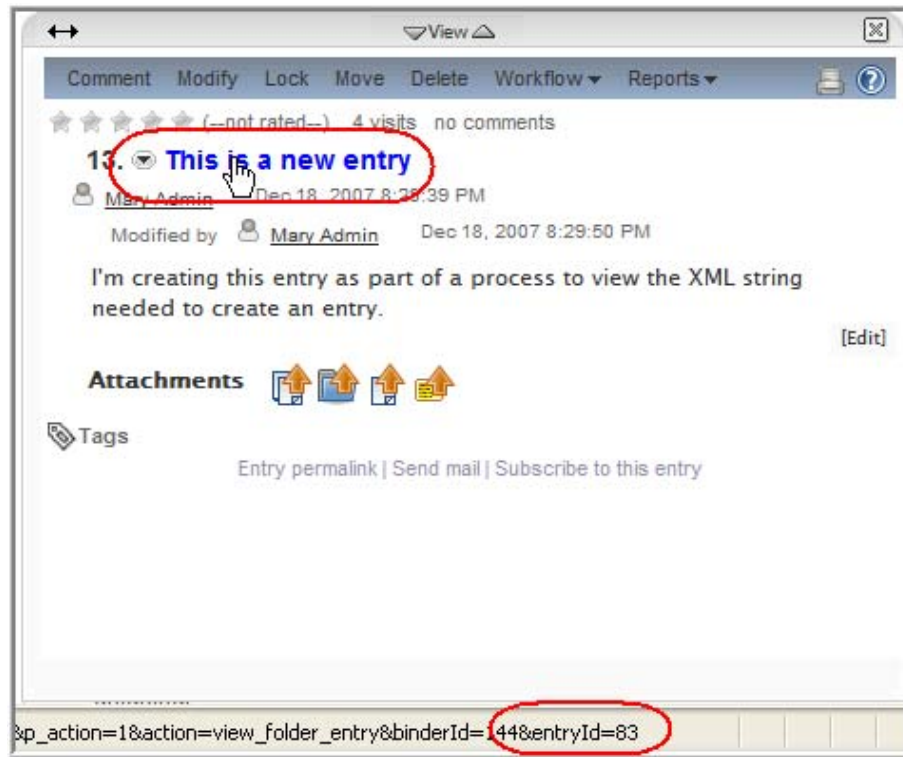 View
Comment Modify Lock Move Delete Workflow Reports
(--not rated--) 4 visits no comments
13. This is a new entry
Mary Admin Dec 18, 2007 8:29:39 PM
Modified by Mary Admin Dec 18, 2007 8:29:50 PM
I'm creating this entry as part of a process to view the XML string
needed to create an entry.
[Edit]
Attachments
Tags
Entry permalink | Send mail | Subscribe to this entry
&p_action=1&action=view_folder_entry&binderId=144&entryId=83